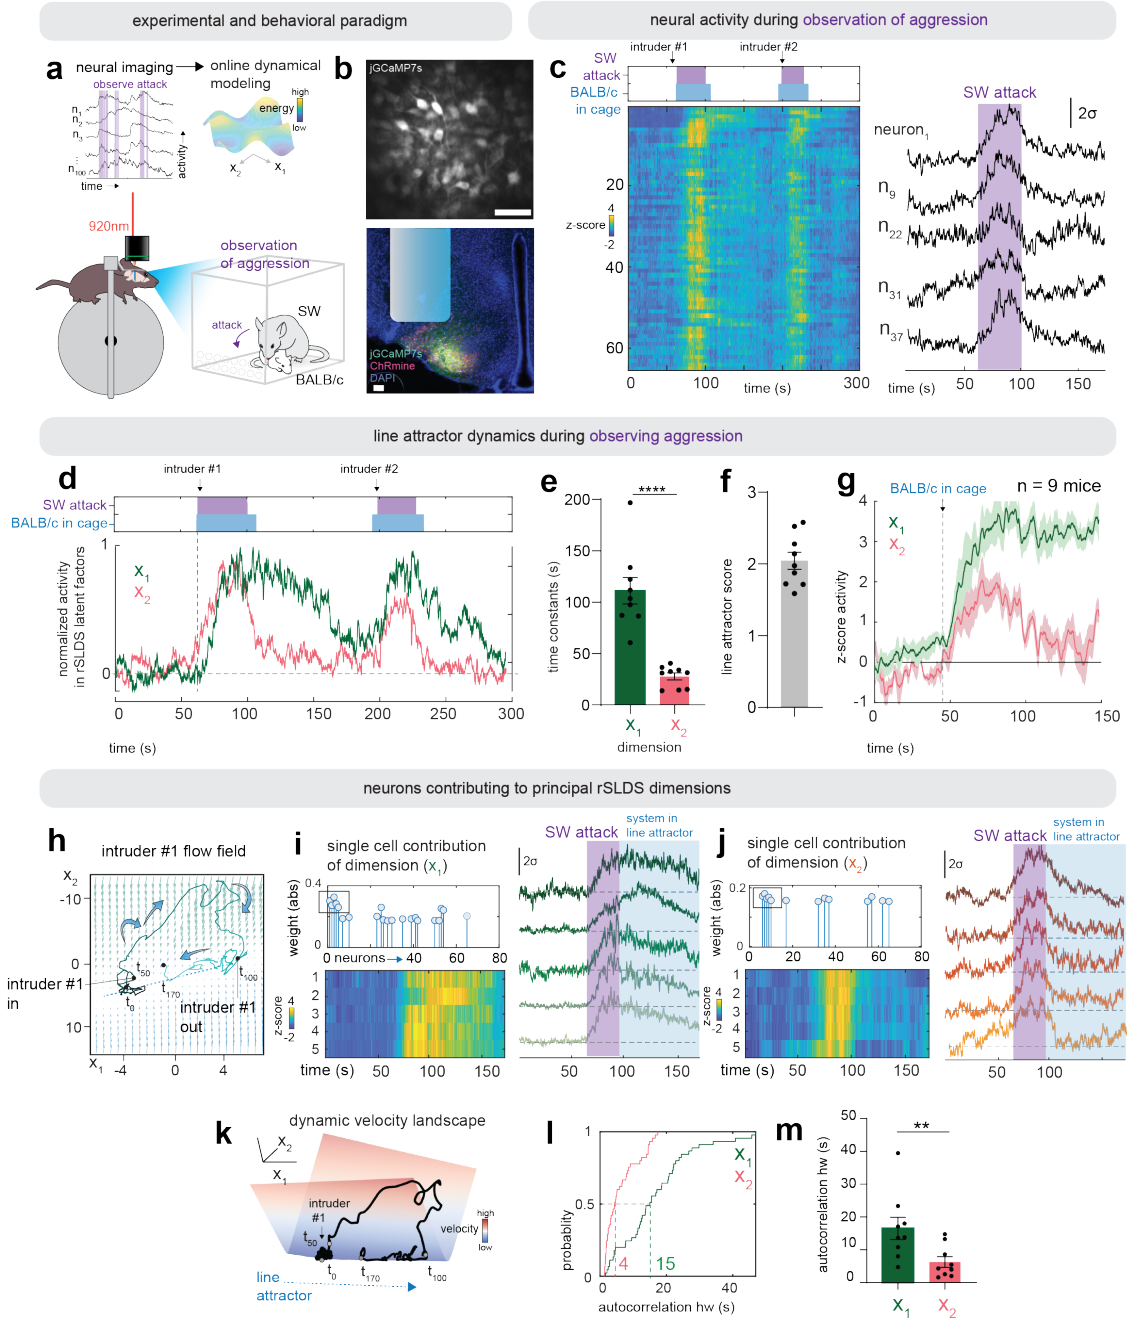 experimental and behavioral paradigm
neural activity during observation of aggression
a
neural imaging
online dynamical
modeling
observe attack
n1
n2
n3
n100
time
activity
energy
high
low
x2
x1
920nm
observation
of aggression
attack
SW
BALB/c
b
jGCaMP7s
jGCaMP7s
ChRmine
DAPI
c
intruder #1
intruder #2
SW
attack
BALB/c
in cage
20
40
60
z-score
4
-2
0
100
200
300
time (s)
SW attack
2σ
neuron1
n9
n22
n31
n37
50
100
150
time (s)
line attractor dynamics during observing aggression
d
intruder #1
intruder #2
SW attack
BALB/c in cage
x1
x2
normalized activity
in rSLDS latent factors
1
0
0
50
100
150
200
250
300
time (s)
e
****
time constants (s)
200
150
100
50
0
x1
x2
dimension
f
line attractor score
3
2
1
0
g
BALB/c in cage
n = 9 mice
x1
x2
z-score activity
4
3
2
1
0
-1
0
50
100
150
time (s)
neurons contributing to principal rSLDS dimensions
h
intruder #1 flow field
x2
-10
0
10
intruder #1
in
t50
t0
t170
t100
intruder #1
out
x1
-4
0
4
i
single cell contribution
of dimension (x1)
weight (abs)
0.4
0
0
neurons
40
80
z-score
4
-2
1
2
3
4
5
time (s)
50
100
150
SW attack
system in
line attractor
2σ
50
100
150
j
single cell contribution
of dimension (x2)
weight (abs)
0.2
0
0
20
40
60
80
z-score
4
-2
1
2
3
4
5
time (s)
50
100
150
SW attack
system in
line attractor
2σ
50
100
k
dynamic velocity landscape
x2
x1
intruder
#1
t50
t0
t170
t100
velocity
high
low
line
attractor
l
probablity
1
0.5
0
x1
x2
4
15
0
20
40
autocorrelation hw (s)
m
**
autocorrelation hw (s)
50
40
30
20
10
0
x1
x2